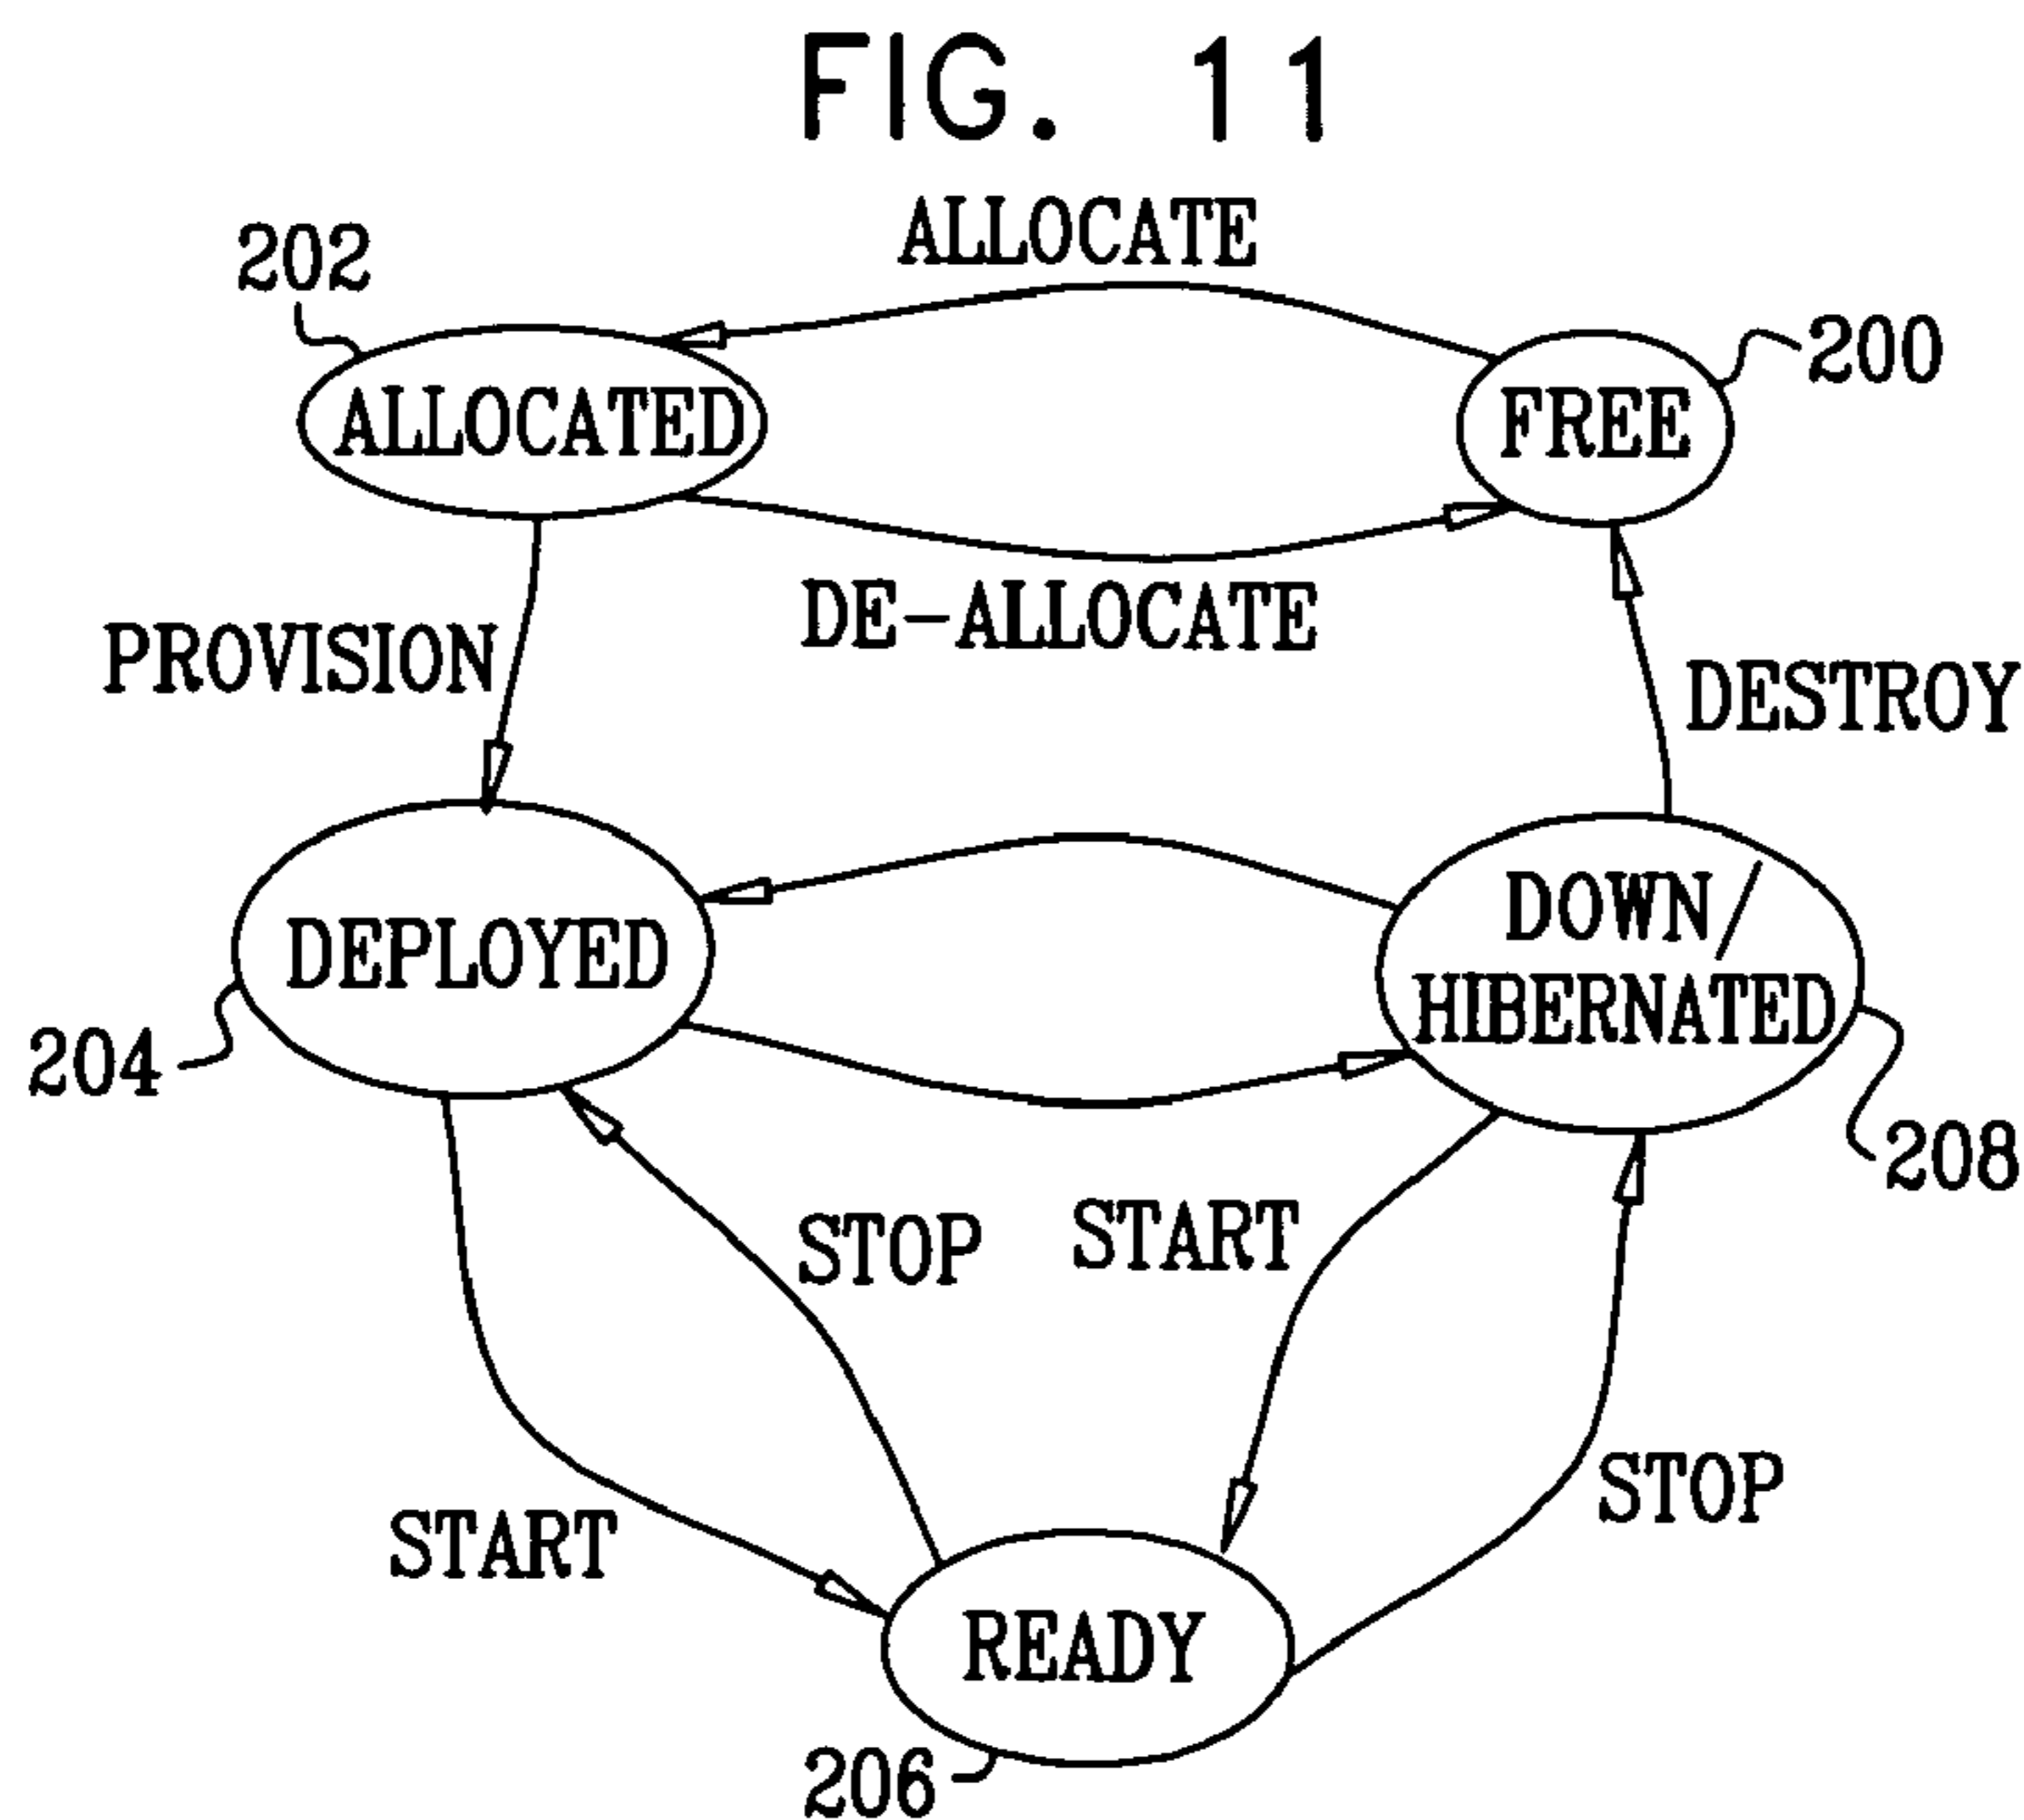 FIG. 11
ALLOCATE
202
200
ALLOCATED
FREE
DE-ALLOCATE
PROVISION
DESTROY
DEPLOYED
DOWN/
HIBERNATED
204
208
STOP
START
STOP
START
READY
206